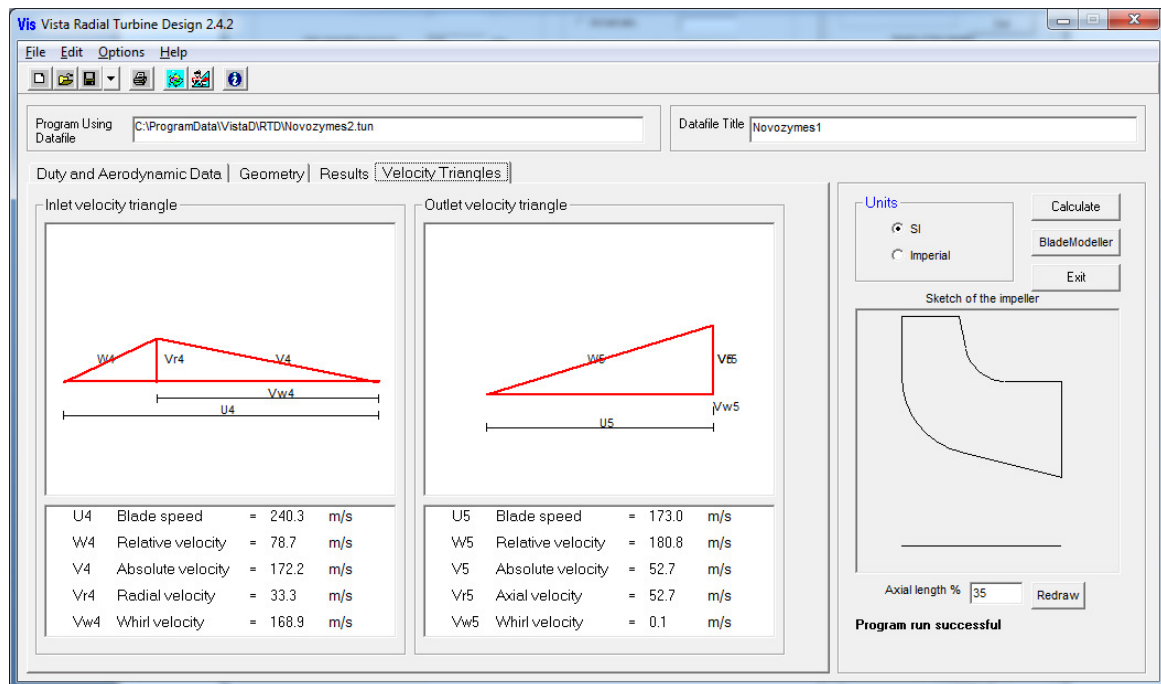 Vis Vista Radial Turbine Design 2.4.2
File Edit Options Help
Program Using Datafile
C:\ProgramData\VistaD\RTD\Novozymes2.tun
Datafile Title
Novozymes1
Duty and Aerodynamic Data Geometry Results Velocity Triangles
Inlet velocity triangle
W4 Vr4 V4
Vw4
U4
U4 Blade speed = 240.3 m/s
W4 Relative velocity = 78.7 m/s
V4 Absolute velocity = 172.2 m/s
Vr4 Radial velocity = 33.3 m/s
Vw4 Whirl velocity = 168.9 m/s
Outlet velocity triangle
W5
Vw5
U5
U5 Blade speed = 173.0 m/s
W5 Relative velocity = 180.8 m/s
V5 Absolute velocity = 52.7 m/s
Vr5 Axial velocity = 52.7 m/s
Vw5 Whirl velocity = 0.1 m/s
Units
SI
Imperial
Calculate
BladeModeller
Exit
Sketch of the impeller
Axial length % 35 Redraw
Program run successful